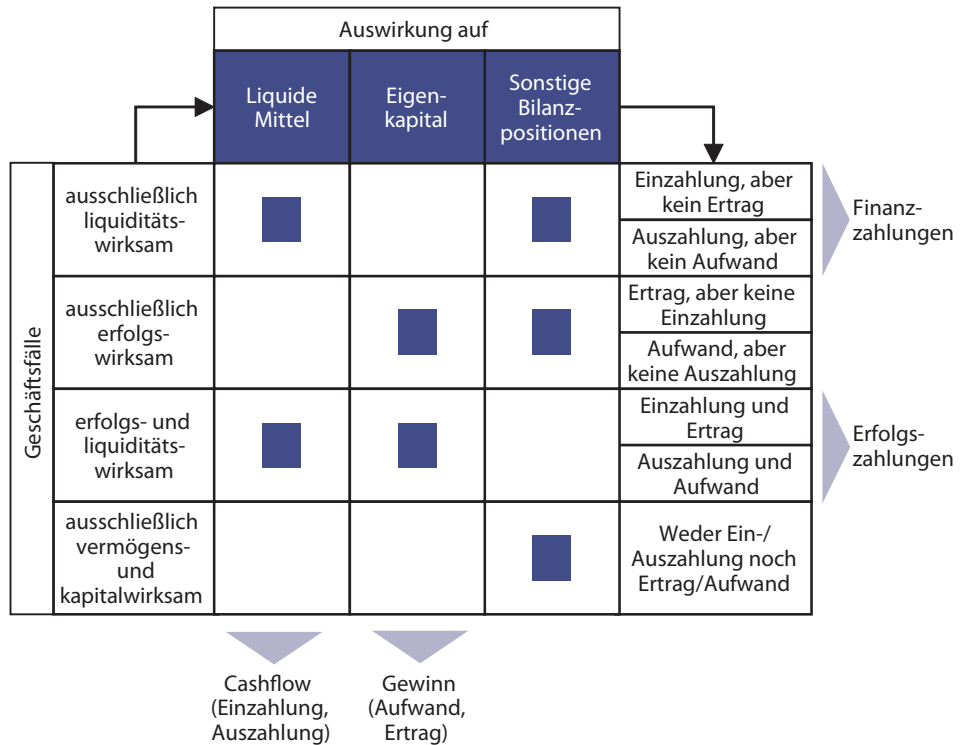 Auswirkung auf
Liquide
Mittel
Eigen-
kapital
Sonstige
Bilanz-
positionen
Geschäftsfälle
ausschließlich
liquiditäts-
wirksam
Einzahlung, aber
kein Ertrag
Auszahlung, aber
kein Aufwand
Finanz-
zahlungen
ausschließlich
erfolgs-
wirksam
Ertrag, aber keine
Einzahlung
Aufwand, aber
keine Auszahlung
erfolgs- und
liquiditäts-
wirksam
Einzahlung und
Ertrag
Auszahlung und
Aufwand
Erfolgs-
zahlungen
ausschließlich
vermögens-
und
kapitalwirksam
Weder Ein-/
Auszahlung noch
Ertrag/Aufwand
Cashflow
(Einzahlung,
Auszahlung)
Gewinn
(Aufwand,
Ertrag)